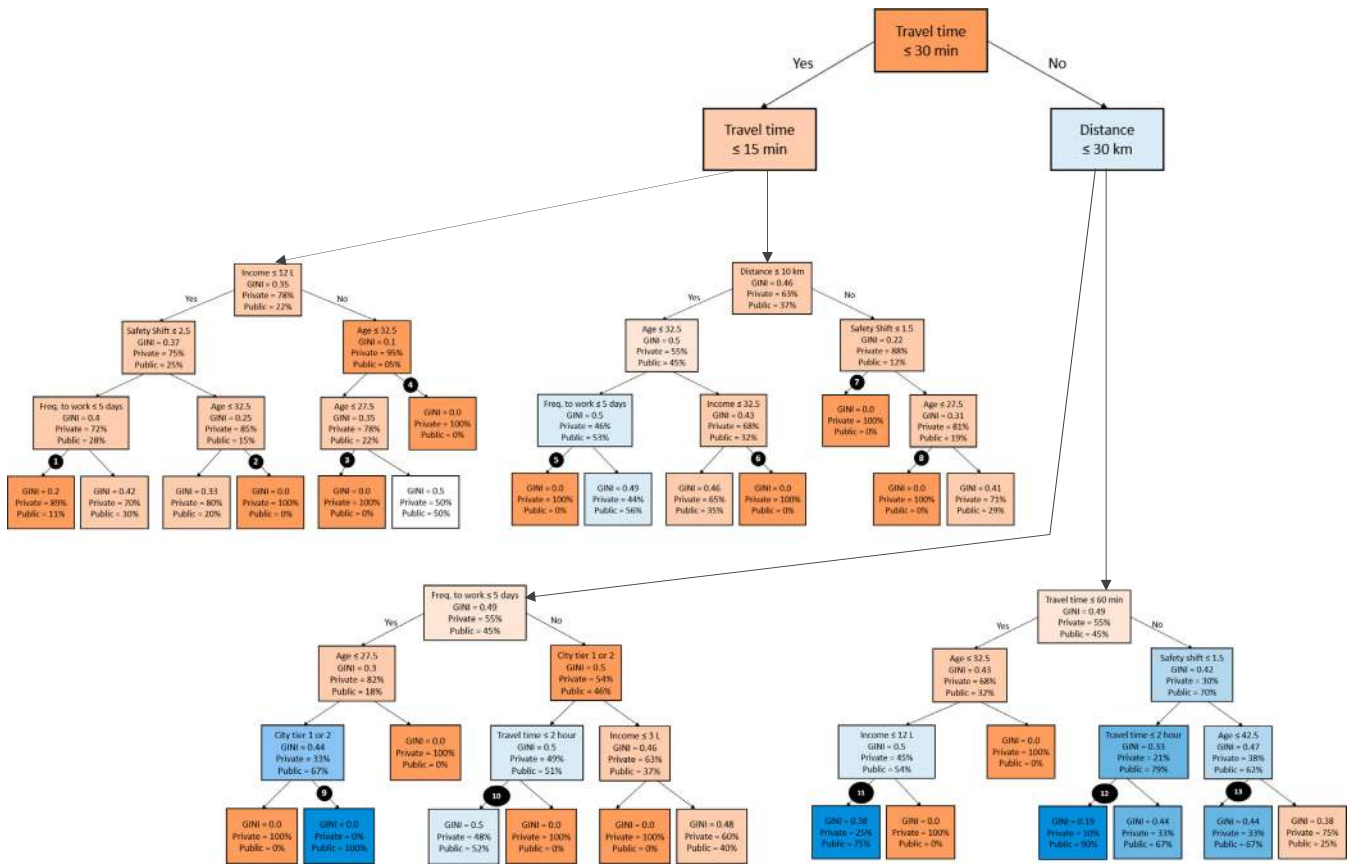 Travel time
≤ 30 min
Yes
No
Travel time
≤ 15 min
Distance
≤ 30 km
Income ≤ 12 L
GINI = 0.35
Private = 78%
Public = 22%
Yes
No
Safety Shift ≤ 2.5
GINI = 0.37
Private = 75%
Public = 25%
Age ≤ 32.5
GINI = 0.1
Private = 95%
Public = 05%
4
Freq. to work ≤ 5 days
GINI = 0.4
Private = 72%
Public = 28%
Age ≤ 32.5
GINI = 0.25
Private = 85%
Public = 15%
Age ≤ 27.5
GINI = 0.35
Private = 78%
Public = 22%
GINI = 0.0
Private = 100%
Public = 0%
1
2
3
GINI = 0.2
Private = 89%
Public = 11%
GINI = 0.42
Private = 70%
Public = 30%
GINI = 0.33
Private = 80%
Public = 20%
GINI = 0.0
Private = 100%
Public = 0%
GINI = 0.0
Private = 100%
Public = 0%
GINI = 0.5
Private = 50%
Public = 50%
Distance ≤ 10 km
GINI = 0.46
Private = 63%
Public = 37%
Yes
No
Age ≤ 32.5
GINI = 0.5
Private = 55%
Public = 45%
Safety Shift ≤ 1.5
GINI = 0.22
Private = 88%
Public = 12%
7
Freq. to work ≤ 5 days
GINI = 0.5
Private = 46%
Public = 53%
Income ≤ 32.5
GINI = 0.43
Private = 68%
Public = 32%
GINI = 0.0
Private = 100%
Public = 0%
Age ≤ 27.5
GINI = 0.31
Private = 81%
Public = 19%
5
6
8
GINI = 0.0
Private = 100%
Public = 0%
GINI = 0.49
Private = 44%
Public = 56%
GINI = 0.46
Private = 65%
Public = 35%
GINI = 0.0
Private = 100%
Public = 0%
GINI = 0.0
Private = 100%
Public = 0%
GINI = 0.41
Private = 71%
Public = 29%
Freq. to work ≤ 5 days
GINI = 0.49
Private = 55%
Public = 45%
Yes
No
Age ≤ 27.5
GINI = 0.3
Private = 82%
Public = 18%
City tier 1 or 2
GINI = 0.5
Private = 54%
Public = 46%
City tier 1 or 2
GINI = 0.44
Private = 33%
Public = 67%
GINI = 0.0
Private = 100%
Public = 0%
Travel time ≤ 2 hour
GINI = 0.5
Private = 49%
Public = 51%
Income ≤ 3 L
GINI = 0.46
Private = 63%
Public = 37%
9
10
GINI = 0.0
Private = 100%
Public = 0%
GINI = 0.0
Private = 0%
Public = 100%
GINI = 0.5
Private = 48%
Public = 52%
GINI = 0.0
Private = 100%
Public = 0%
GINI = 0.0
Private = 100%
Public = 0%
GINI = 0.48
Private = 60%
Public = 40%
Travel time ≤ 60 min
GINI = 0.49
Private = 55%
Public = 45%
Yes
No
Age ≤ 32.5
GINI = 0.43
Private = 68%
Public = 32%
Safety shift ≤ 1.5
GINI = 0.42
Private = 30%
Public = 70%
Income ≤ 12 L
GINI = 0.5
Private = 45%
Public = 54%
GINI = 0.0
Private = 100%
Public = 0%
Travel time ≤ 2 hour
GINI = 0.33
Private = 21%
Public = 79%
Age ≤ 42.5
GINI = 0.47
Private = 38%
Public = 62%
11
12
13
GINI = 0.38
Private = 25%
Public = 75%
GINI = 0.0
Private = 100%
Public = 0%
GINI = 0.19
Private = 10%
Public = 90%
GINI = 0.44
Private = 33%
Public = 67%
GINI = 0.44
Private = 33%
Public = 67%
GINI = 0.38
Private = 75%
Public = 25%